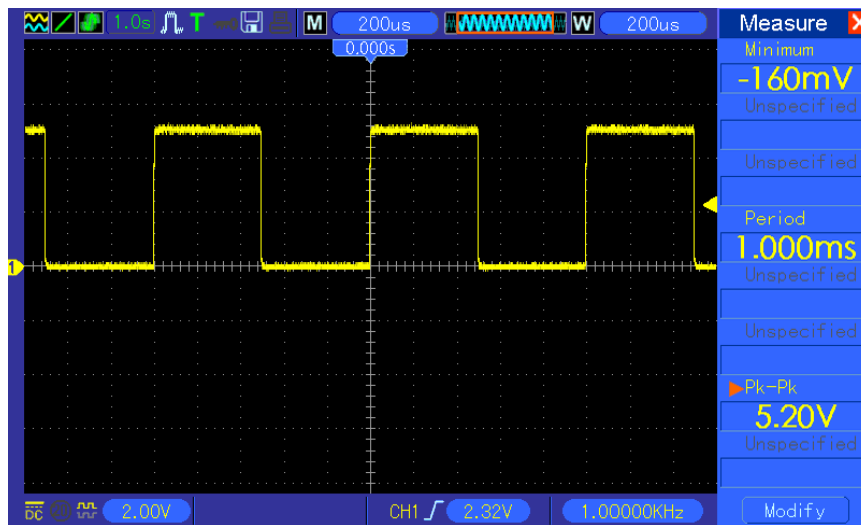 1.0s T M 200us W 200us Measure X
0.000s
Minimum
-160mV
Unspecified
Unspecified
Period
1.000ms
Unspecified
Unspecified
Pk-Pk
5.20V
Unspecified
1
DC 2.00V CH1 2.32V 1.00000KHz Modify